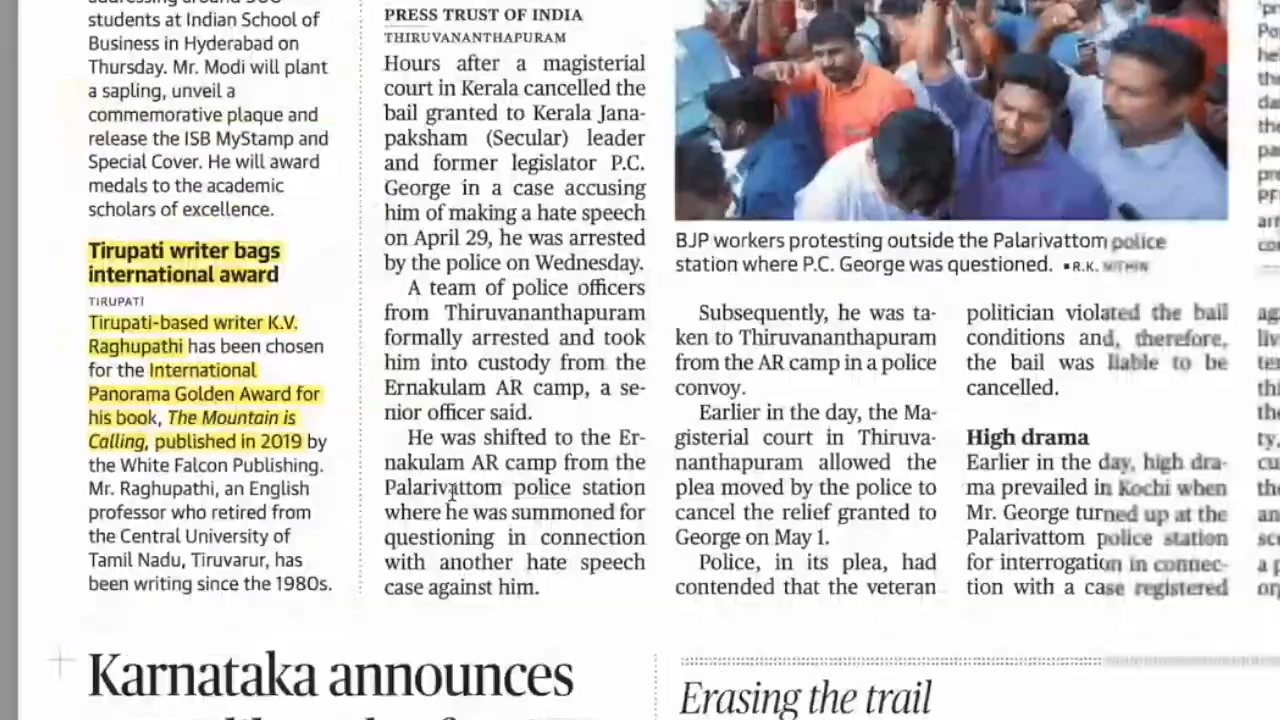 addressing around 900
students at Indian School of
Business in Hyderabad on
Thursday. Mr. Modi will plant
a sapling, unveil a
commemorative plaque and
release the ISB MyStamp and
Special Cover. He will award
medals to the academic
scholars of excellence.
Tirupati writer bags
international award
TIRUPATI
Tirupati-based writer K.V.
Raghupathi has been chosen
for the International
Panorama Golden Award for
his book, The Mountain is
Calling, published in 2019 by
the White Falcon Publishing.
Mr. Raghupathi, an English
professor who retired from
the Central University of
Tamil Nadu, Tiruvarur, has
been writing since the 1980s.
PRESS TRUST OF INDIA
THIRUVANANTHAPURAM
Hours after a magisterial
court in Kerala cancelled the
bail granted to Kerala Jana-
paksham (Secular) leader
and former legislator P.C.
George in a case accusing
him of making a hate speech
on April 29, he was arrested
by the police on Wednesday.
A team of police officers
from Thiruvananthapuram
formally arrested and took
him into custody from the
Ernakulam AR camp, a se-
nior officer said.
He was shifted to the Er-
nakulam AR camp from the
Palarivattom police station
where he was summoned for
questioning in connection
with another hate speech
case against him.
BJP workers protesting outside the Palarivattom police
station where P.C. George was questioned. ▪R.K. NITHIN
Subsequently, he was ta-
ken to Thiruvananthapuram
from the AR camp in a police
convoy.
Earlier in the day, the Ma-
gisterial court in Thiruva-
nanthapuram allowed the
plea moved by the police to
cancel the relief granted to
George on May 1.
Police, in its plea, had
contended that the veteran
politician violated the bail
conditions and, therefore,
the bail was liable to be
cancelled.
High drama
Earlier in the day, high dra-
ma prevailed in Kochi when
Mr. George turned up at the
Palarivattom police station
for interrogation in connec-
tion with a case registered
Karnataka announces
Erasing the trail